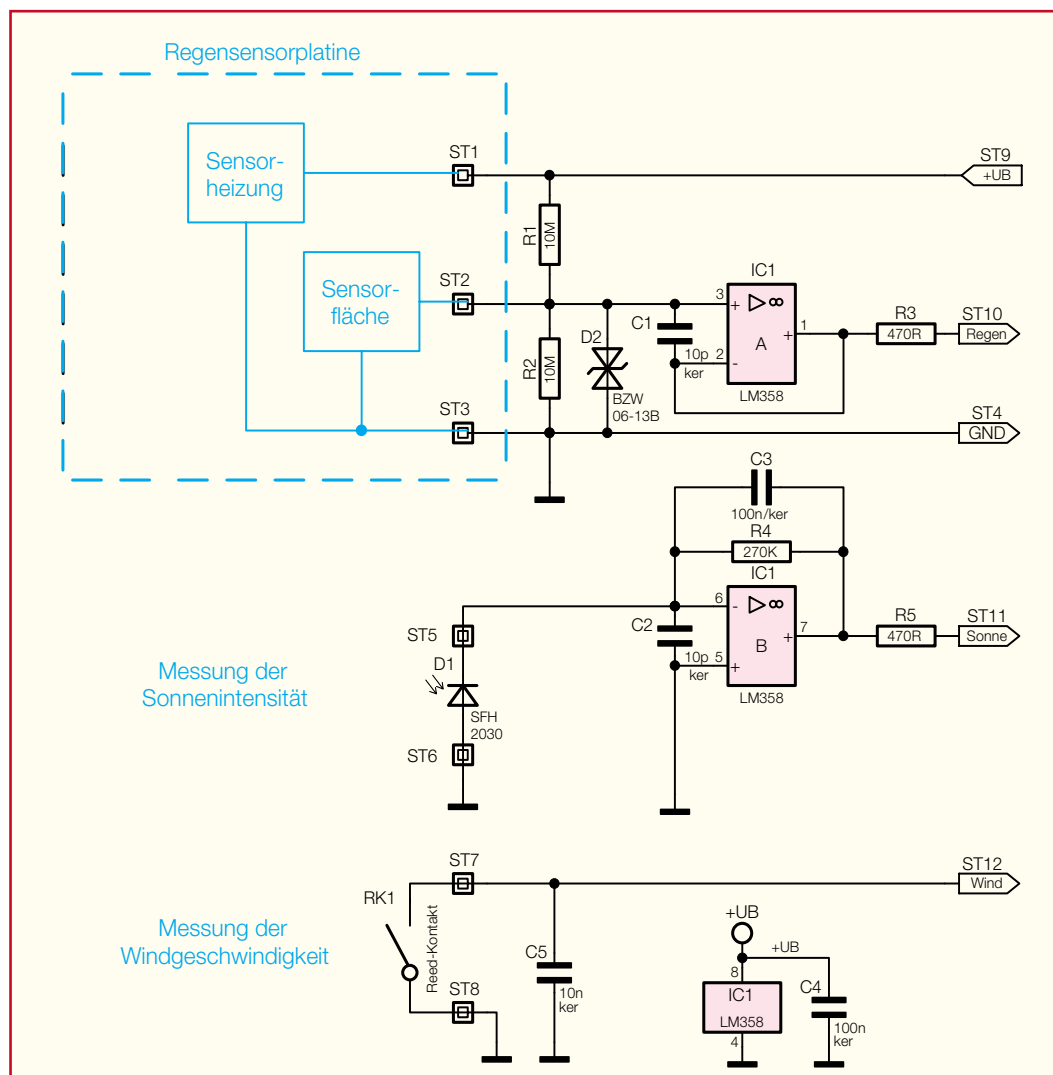 Regensensorplatine
Sensor-
heizung
ST1
ST9
+UB
R1
10M
Sensor-
fläche
ST2
IC1
3
+
▷ ∞
C1
10p
ker
2
-
A
1
+
LM358
R3
470R
ST10
Regen
R2
10M
D2
BZW
06-13B
ST3
ST4
GND
C3
100n/ker
R4
270K
IC1
6
-
▷ ∞
C2
10p
ker
5
+
B
7
+
LM358
R5
470R
ST11
Sonne
ST5
D1
SFH
2030
ST6
Messung der
Sonnenintensität
ST7
ST12
Wind
RK1
Reed-Kontakt
Messung der
Windgeschwindigkeit
ST8
C5
10n
ker
+UB
+UB
8
IC1
LM358
4
C4
100n
ker